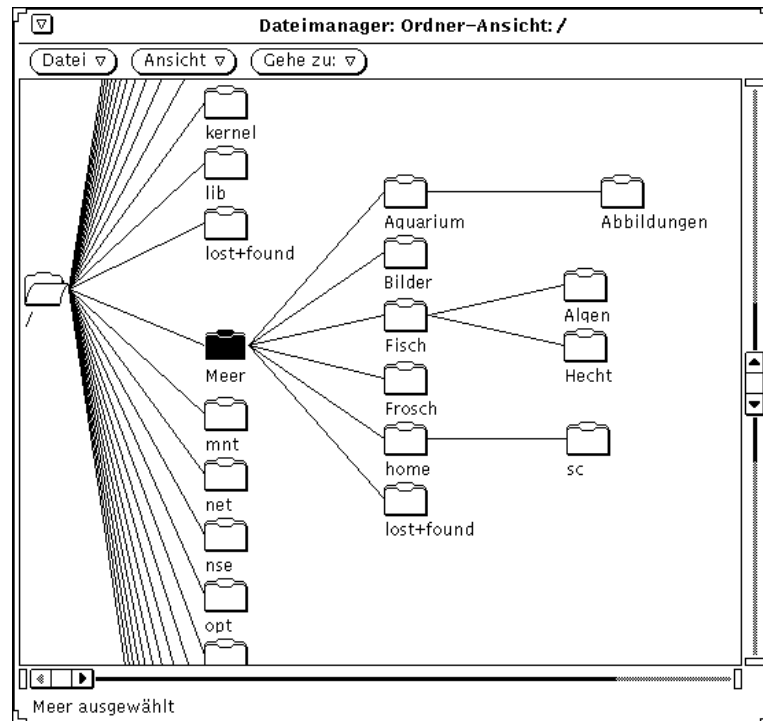 Dateimanager: Ordner-Ansicht: /
Datei Ansicht Gehe zu:
kernel
lib
lost+found
/
Meer
mnt
net
nse
opt
Aquarium
Bilder
Fisch
Frosch
home
lost+found
Abbildungen
Algen
Hecht
sc
Meer ausgewählt